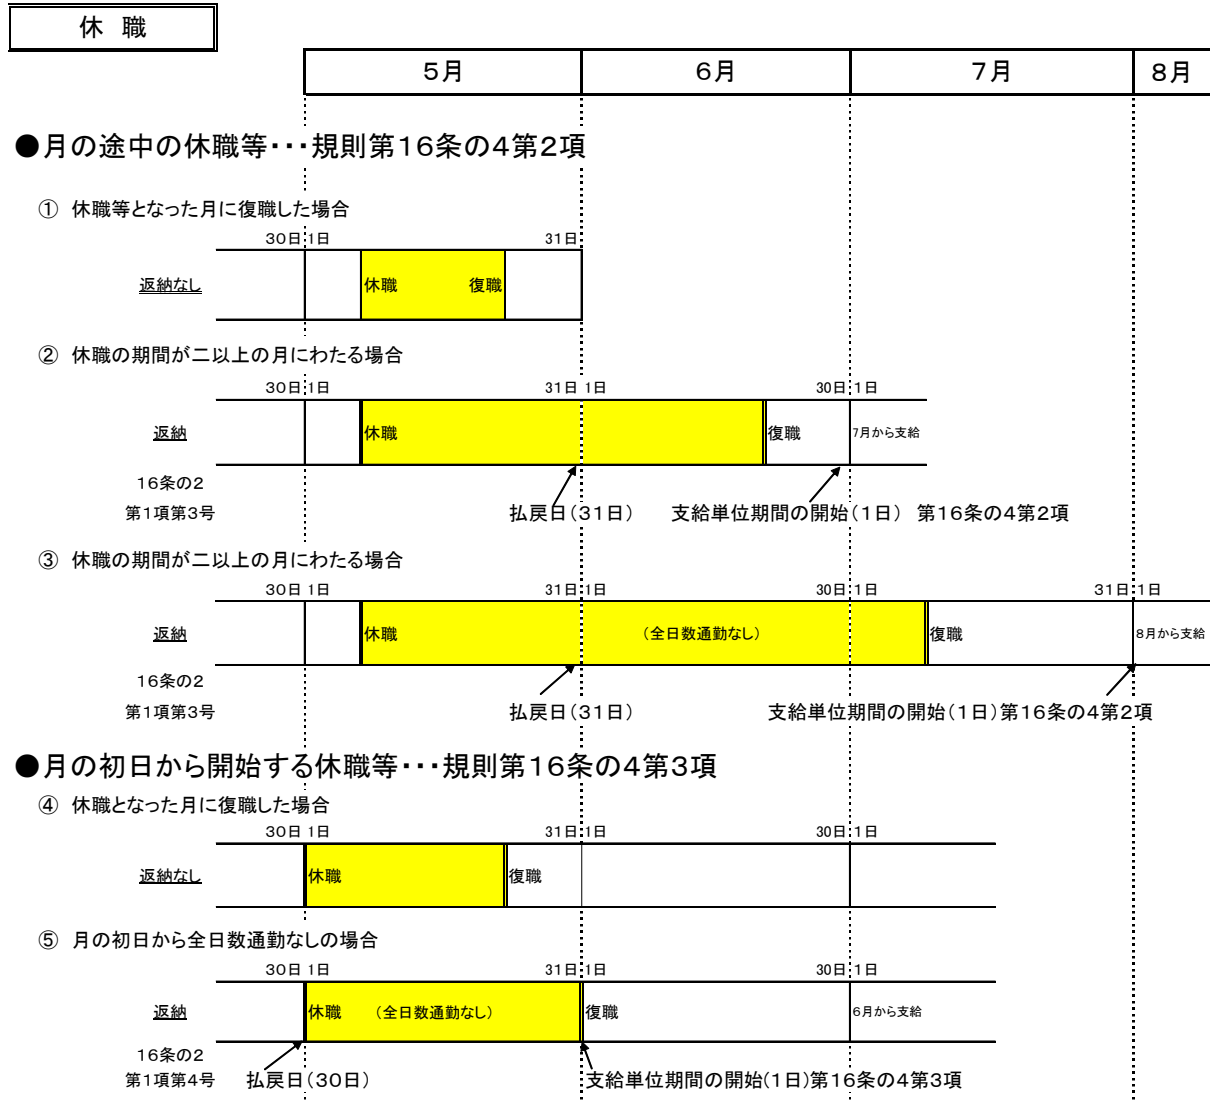 休 職
5月 6月 7月 8月
●月の途中の休職等・・・規則第16条の4第2項
① 休職等となった月に復職した場合
30日 1日 31日
返納なし 休職 復職
② 休職の期間が二以上の月にわたる場合
30日 1日 31日 1日 30日 1日
返納 休職 復職 7月から支給
16条の2
第1項第3号 払戻日(31日) 支給単位期間の開始(1日) 第16条の4第2項
③ 休職の期間が二以上の月にわたる場合
30日 1日 31日 1日 30日 1日 31日 1日
返納 休職 (全日数通勤なし) 復職 8月から支給
16条の2
第1項第3号 払戻日(31日) 支給単位期間の開始(1日)第16条の4第2項
●月の初日から開始する休職等・・・規則第16条の4第3項
④ 休職となった月に復職した場合
30日 1日 31日 1日 30日 1日
返納なし 休職 復職
⑤ 月の初日から全日数通勤なしの場合
30日 1日 31日 1日 30日 1日
返納 休職 (全日数通勤なし) 復職 6月から支給
16条の2
第1項第4号 払戻日(30日) 支給単位期間の開始(1日)第16条の4第3項